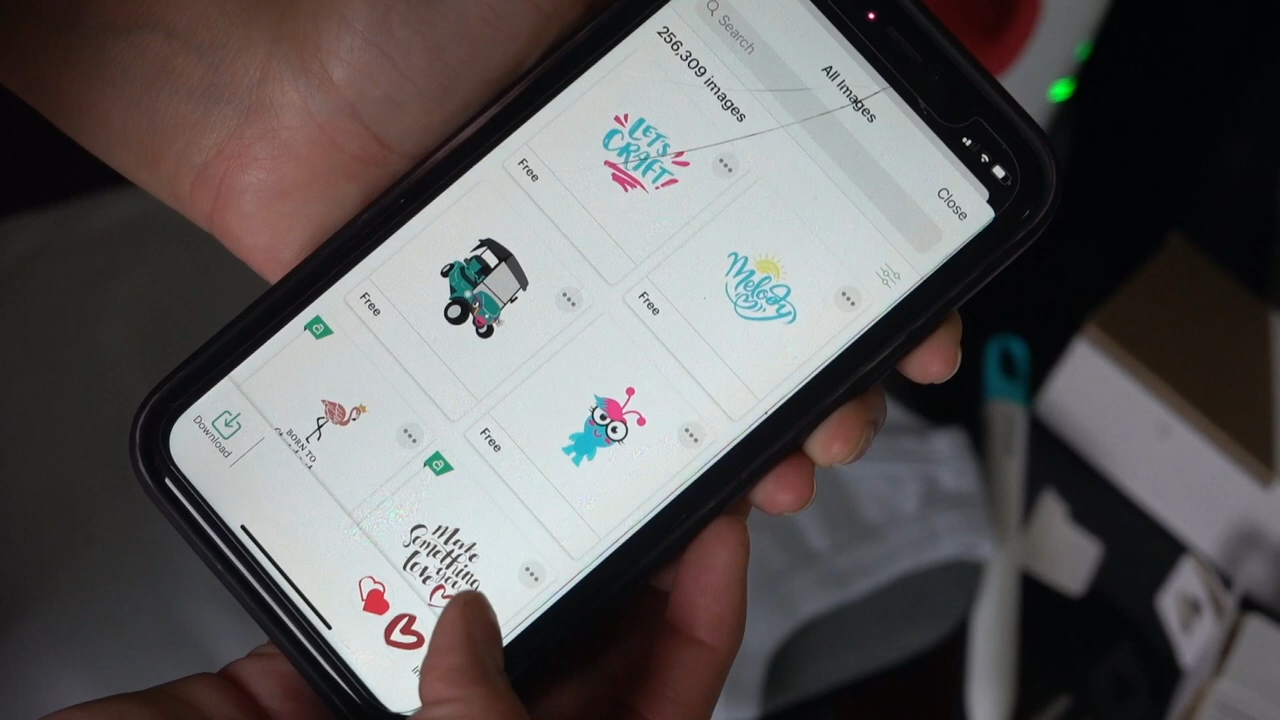 Close
All Images
Search
256,309 images
LET'S
CRAFT!
Free
Melody
Free
Free
Free
a
BORN TO
a
Make
Something
you
love
Download